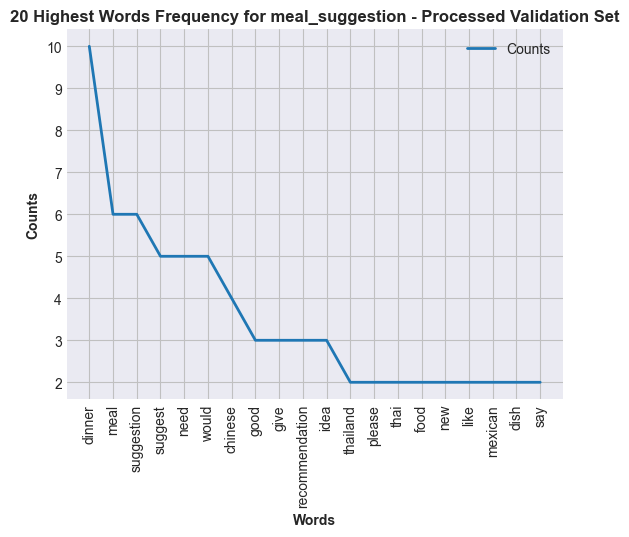 20 Highest Words Frequency for meal_suggestion - Processed Validation Set
Counts
10
9
8
7
6
5
4
3
2
Counts
dinner
meal
suggestion
suggest
need
would
chinese
good
give
recommendation
idea
thailand
please
thai
food
new
like
mexican
dish
say
Words